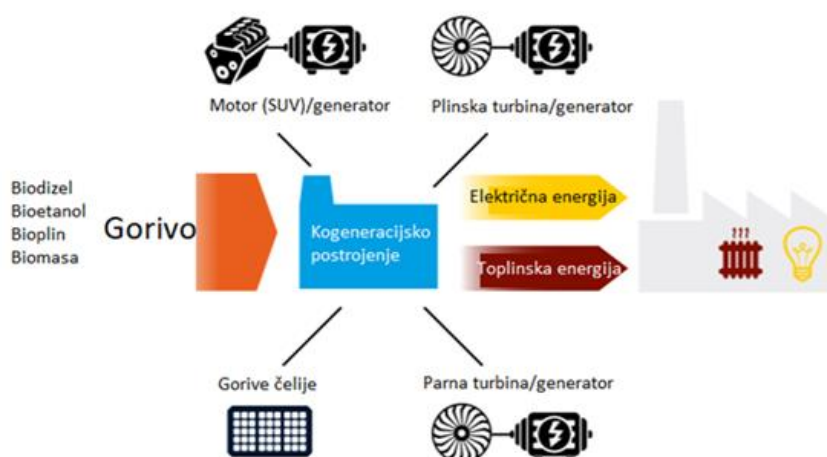 Motor (SUV)/generator
Plinska turbina/generator
Biodizel
Bioetanol
Bioplin
Biomasa
Gorivo
Kogeneracijsko
postrojenje
Električna energija
Toplinska energija
Gorive čelije
Parna turbina/generator